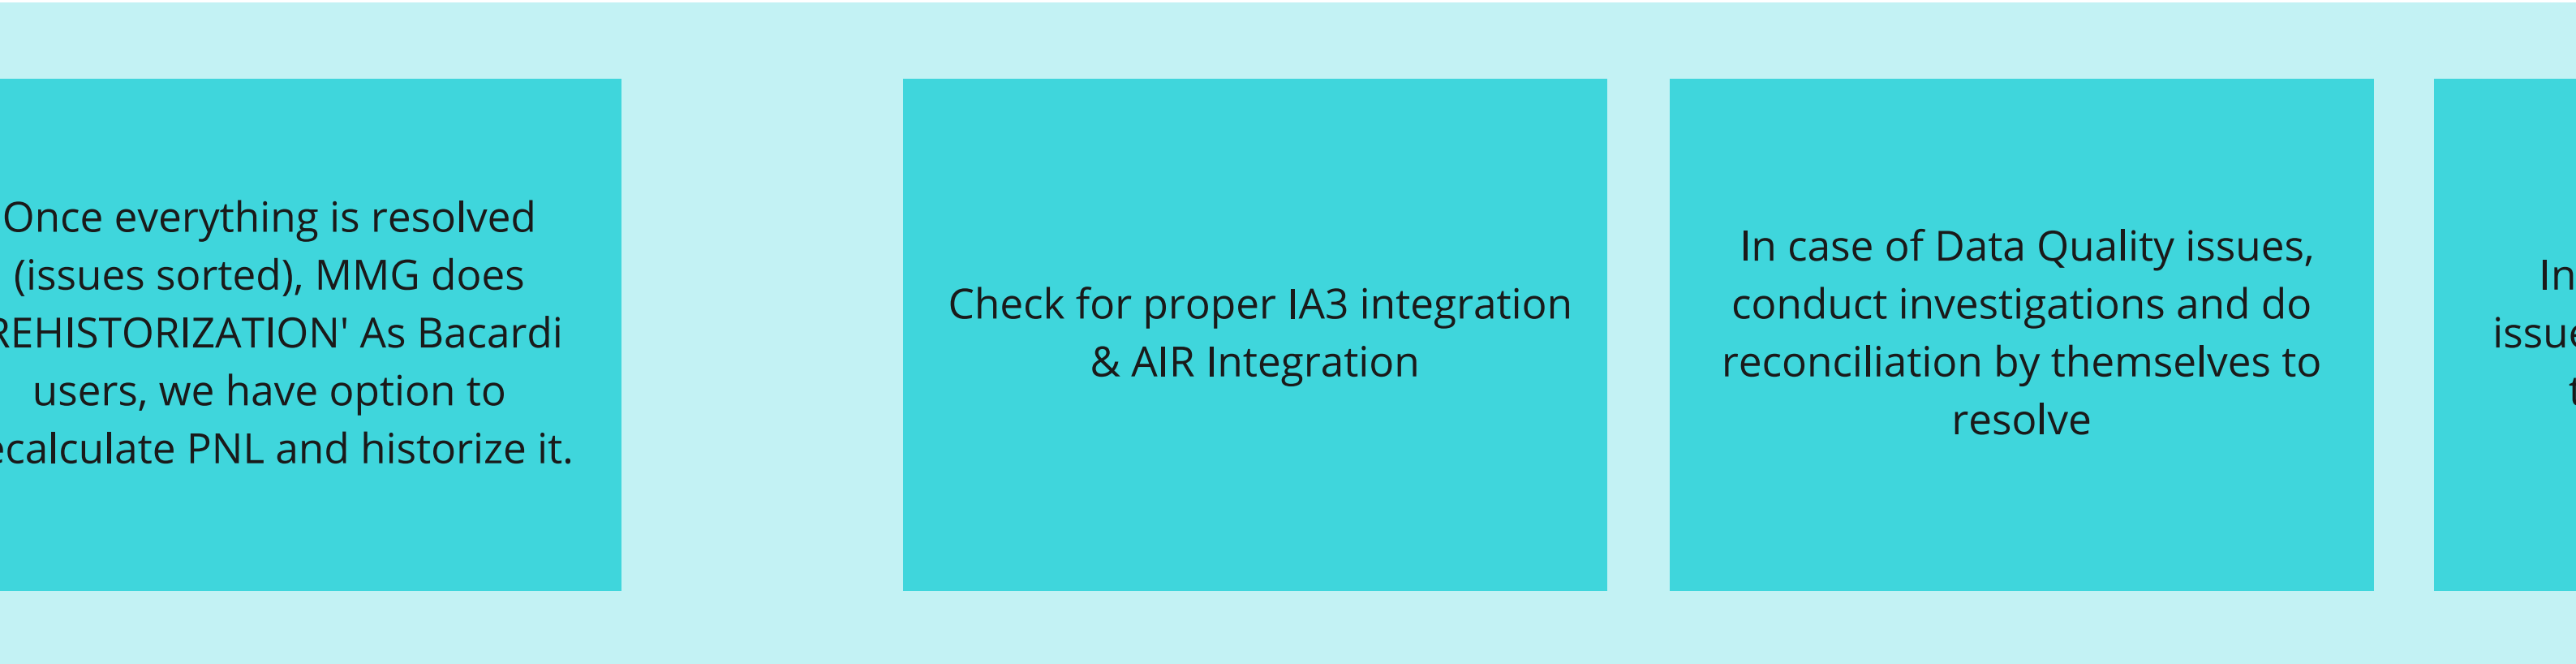 Once everything is resolved
(issues sorted), MMG does
REHISTORIZATION' As Bacardi
users, we have option to
ecalculate PNL and historize it.
Check for proper IA3 integration
& AIR Integration
In case of Data Quality issues,
conduct investigations and do
reconciliation by themselves to
resolve
In
issue